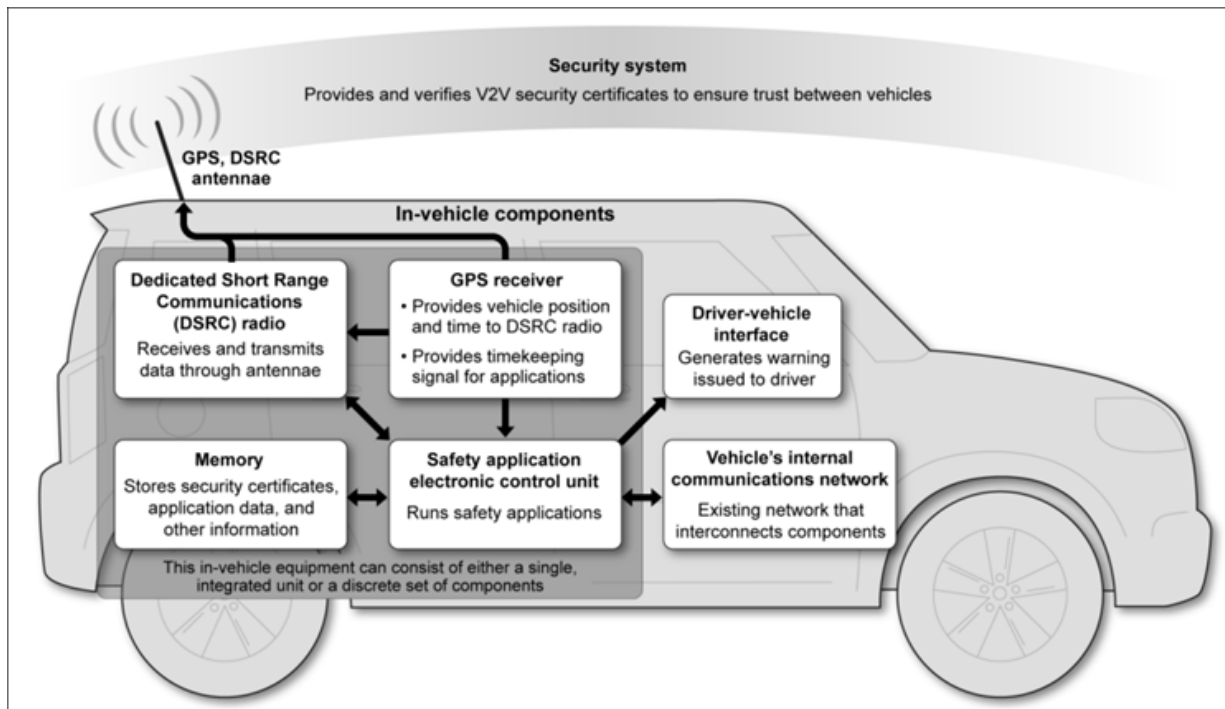 Security system
Provides and verifies V2V security certificates to ensure trust between vehicles
GPS, DSRC
antennae
In-vehicle components
Dedicated Short Range
Communications
(DSRC) radio
Receives and transmits
data through antennae
GPS receiver
• Provides vehicle position
and time to DSRC radio
• Provides timekeeping
signal for applications
Driver-vehicle
interface
Generates warning
issued to driver
Memory
Stores security certificates,
application data, and
other information
Safety application
electronic control unit
Runs safety applications
Vehicle's internal
communications network
Existing network that
interconnects components
This in-vehicle equipment can consist of either a single,
integrated unit or a discrete set of components